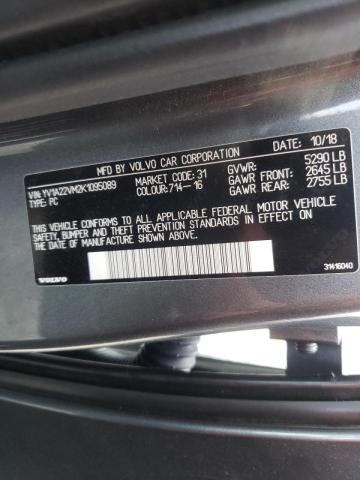 MFD BY VOLVO CAR CORPORATION DATE: 10/18
VIN: YV1A22VM2K1095089 MARKET CODE: 31 GVWR: 5290 LB
TYPE: PC COLOUR: 714-16 GAWR FRONT: 2645 LB
GAWR REAR: 2755 LB
THIS VEHICLE CONFORMS TO ALL APPLICABLE FEDERAL MOTOR VEHICLE
SAFETY, BUMPER AND THEFT PREVENTION STANDARDS IN EFFECT ON
THE DATE OF MANUFACTURE SHOWN ABOVE.
VOLVO 31416040